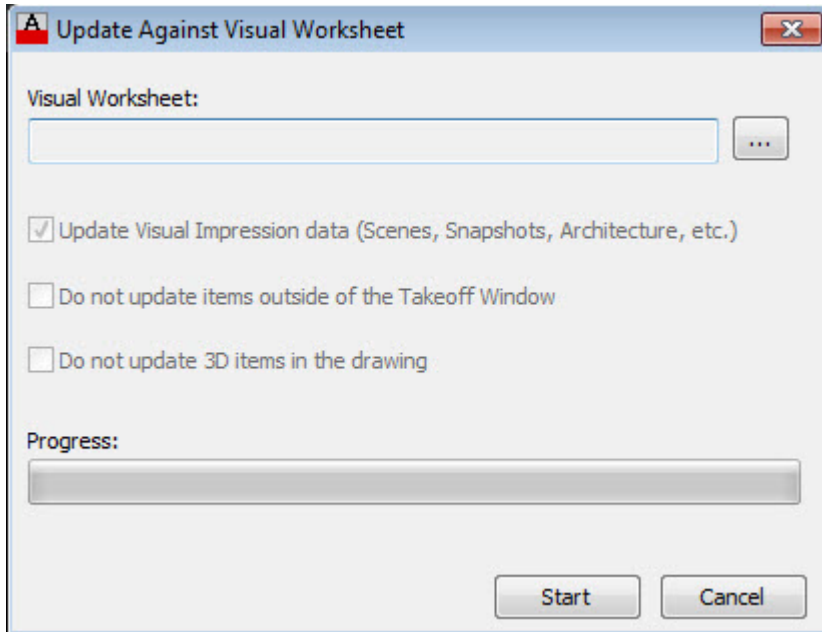 A Update Against Visual Worksheet
Visual Worksheet:
...
Update Visual Impression data (Scenes, Snapshots, Architecture, etc.)
Do not update items outside of the Takeoff Window
Do not update 3D items in the drawing
Progress:
Start Cancel